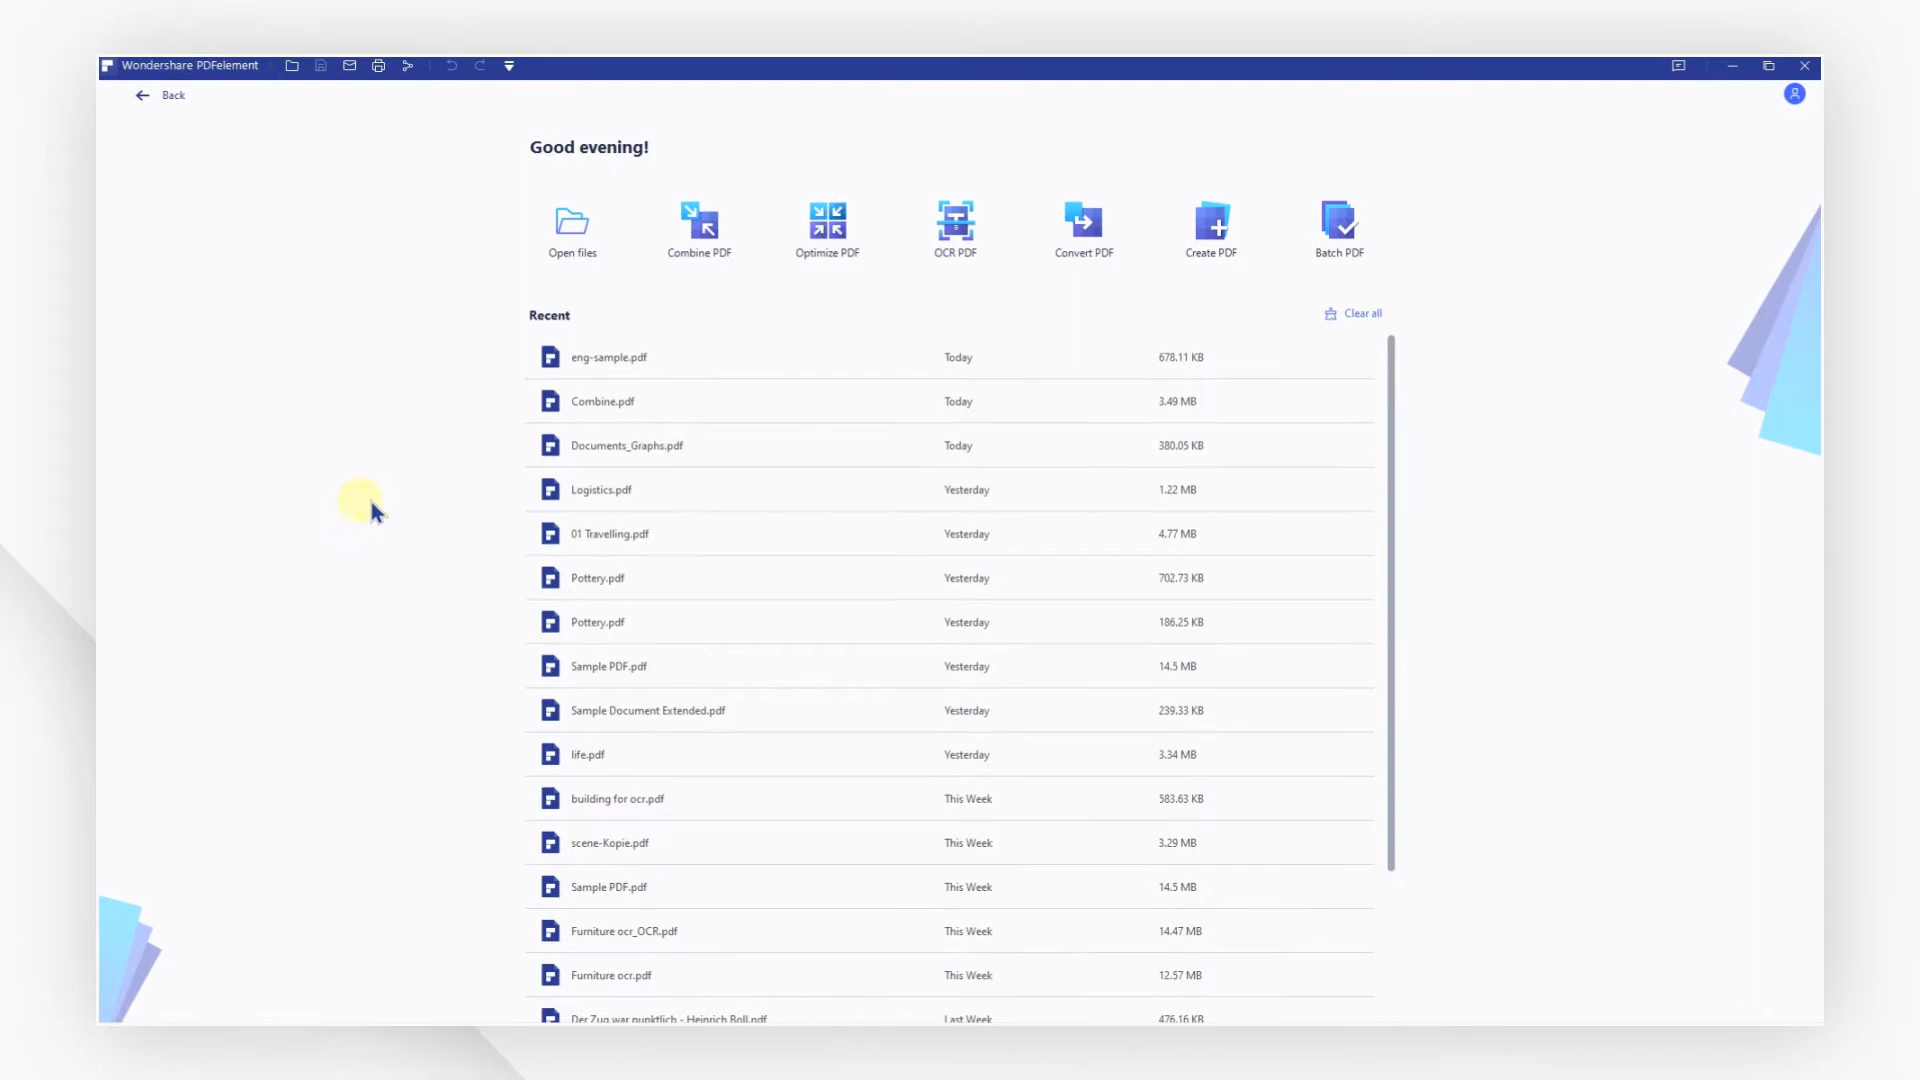 Wondershare PDFelement
Back
Good evening!
Open files
Combine PDF
Optimize PDF
OCR PDF
Convert PDF
Create PDF
Batch PDF
Recent
Clear all
eng-sample.pdf Today 678.11 KB
Combine.pdf Today 3.49 MB
Documents_Graphs.pdf Today 380.05 KB
Logistics.pdf Yesterday 1.22 MB
01 Travelling.pdf Yesterday 4.77 MB
Pottery.pdf Yesterday 702.73 KB
Pottery.pdf Yesterday 186.25 KB
Sample PDF.pdf Yesterday 14.5 MB
Sample Document Extended.pdf Yesterday 239.33 KB
life.pdf Yesterday 3.34 MB
building for ocr.pdf This Week 583.63 KB
scene-Kopie.pdf This Week 3.29 MB
Sample PDF.pdf This Week 14.5 MB
Furniture ocr_OCR.pdf This Week 14.47 MB
Furniture ocr.pdf This Week 12.57 MB
Der Zug war punktlich - Heinrich Boll.pdf Last Week 476.16 KB